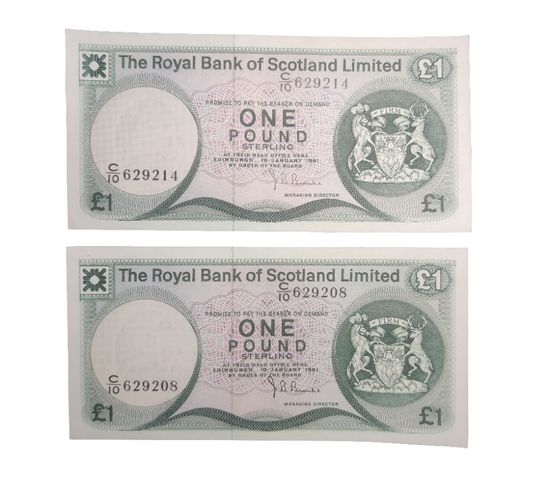 The Royal Bank of Scotland Limited £1
C/10 629214
PROMISE TO PAY THE BEARER ON DEMAND
ONE
POUND
STERLING
AT THEIR HEAD OFFICE HERE
EDINBURGH, 10 JANUARY 1981
BY ORDER OF THE BOARD
FIRM
C/10 629214
MANAGING DIRECTOR
£1 £1
The Royal Bank of Scotland Limited £1
C/10 629208
PROMISE TO PAY THE BEARER ON DEMAND
ONE
POUND
STERLING
AT THEIR HEAD OFFICE HERE
EDINBURGH, 10 JANUARY 1981
BY ORDER OF THE BOARD
FIRM
C/10 629208
MANAGING DIRECTOR
£1 £1